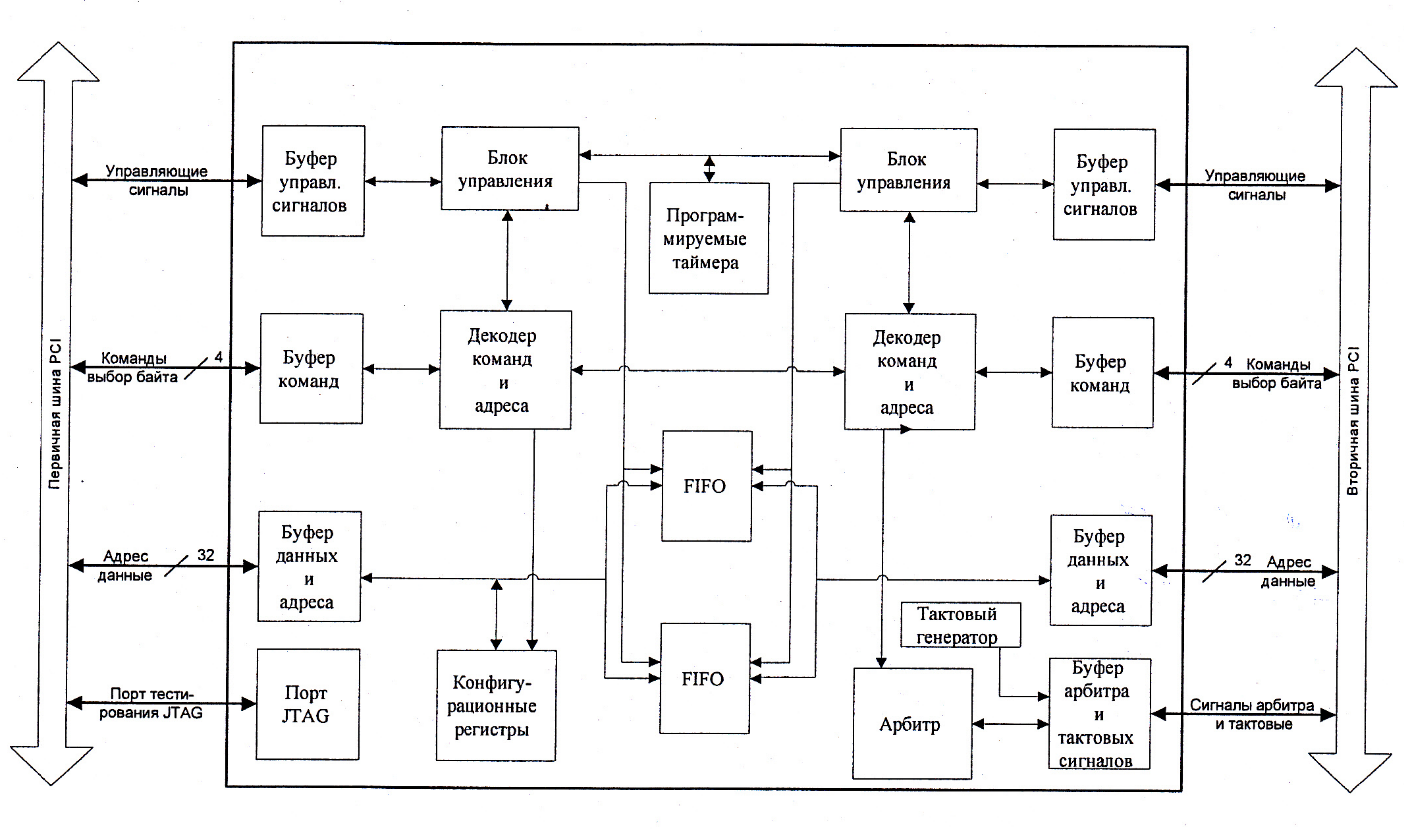 Первичная шина PCI
Управляющие
сигналы
Команды
выбор байта
4
Адрес
данные
32
Порт тести-
рования JTAG
Буфер
управл.
сигналов
Буфер
команд
Буфер
данных
и
адреса
Порт
JTAG
Блок
управления
Декодер
команд
и
адреса
Конфигу-
рационные
регистры
Програм-
мируемые
таймера
FIFO
FIFO
Блок
управления
Декодер
команд
и
адреса
Тактовый
генератор
Арбитр
Буфер
управл.
сигналов
Буфер
команд
Буфер
данных
и
адреса
Буфер
арбитра
и
тактовых
сигналов
Управляющие
сигналы
4
Команды
выбор байта
32
Адрес
данные
Сигналы арбитра
и тактовые
Вторичная шина PCI